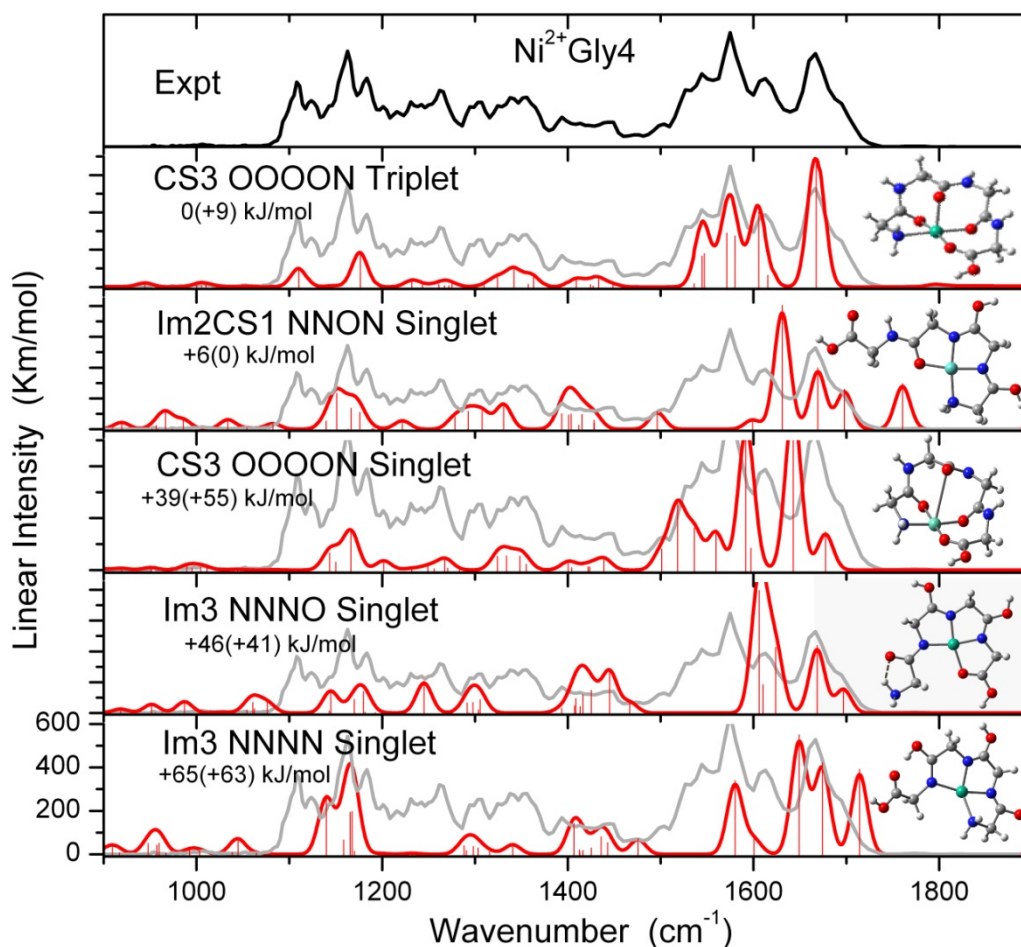 Ni2+Gly4
Expt
CS3 OOOON Triplet
0(+9) kJ/mol
Im2CS1 NNON Singlet
+6(0) kJ/mol
CS3 OOOON Singlet
+39(+55) kJ/mol
Im3 NNNO Singlet
+46(+41) kJ/mol
Im3 NNNN Singlet
+65(+63) kJ/mol
Linear Intensity (Km/mol)
600
400
200
0
1000 1200 1400 1600 1800
Wavenumber (cm-1)